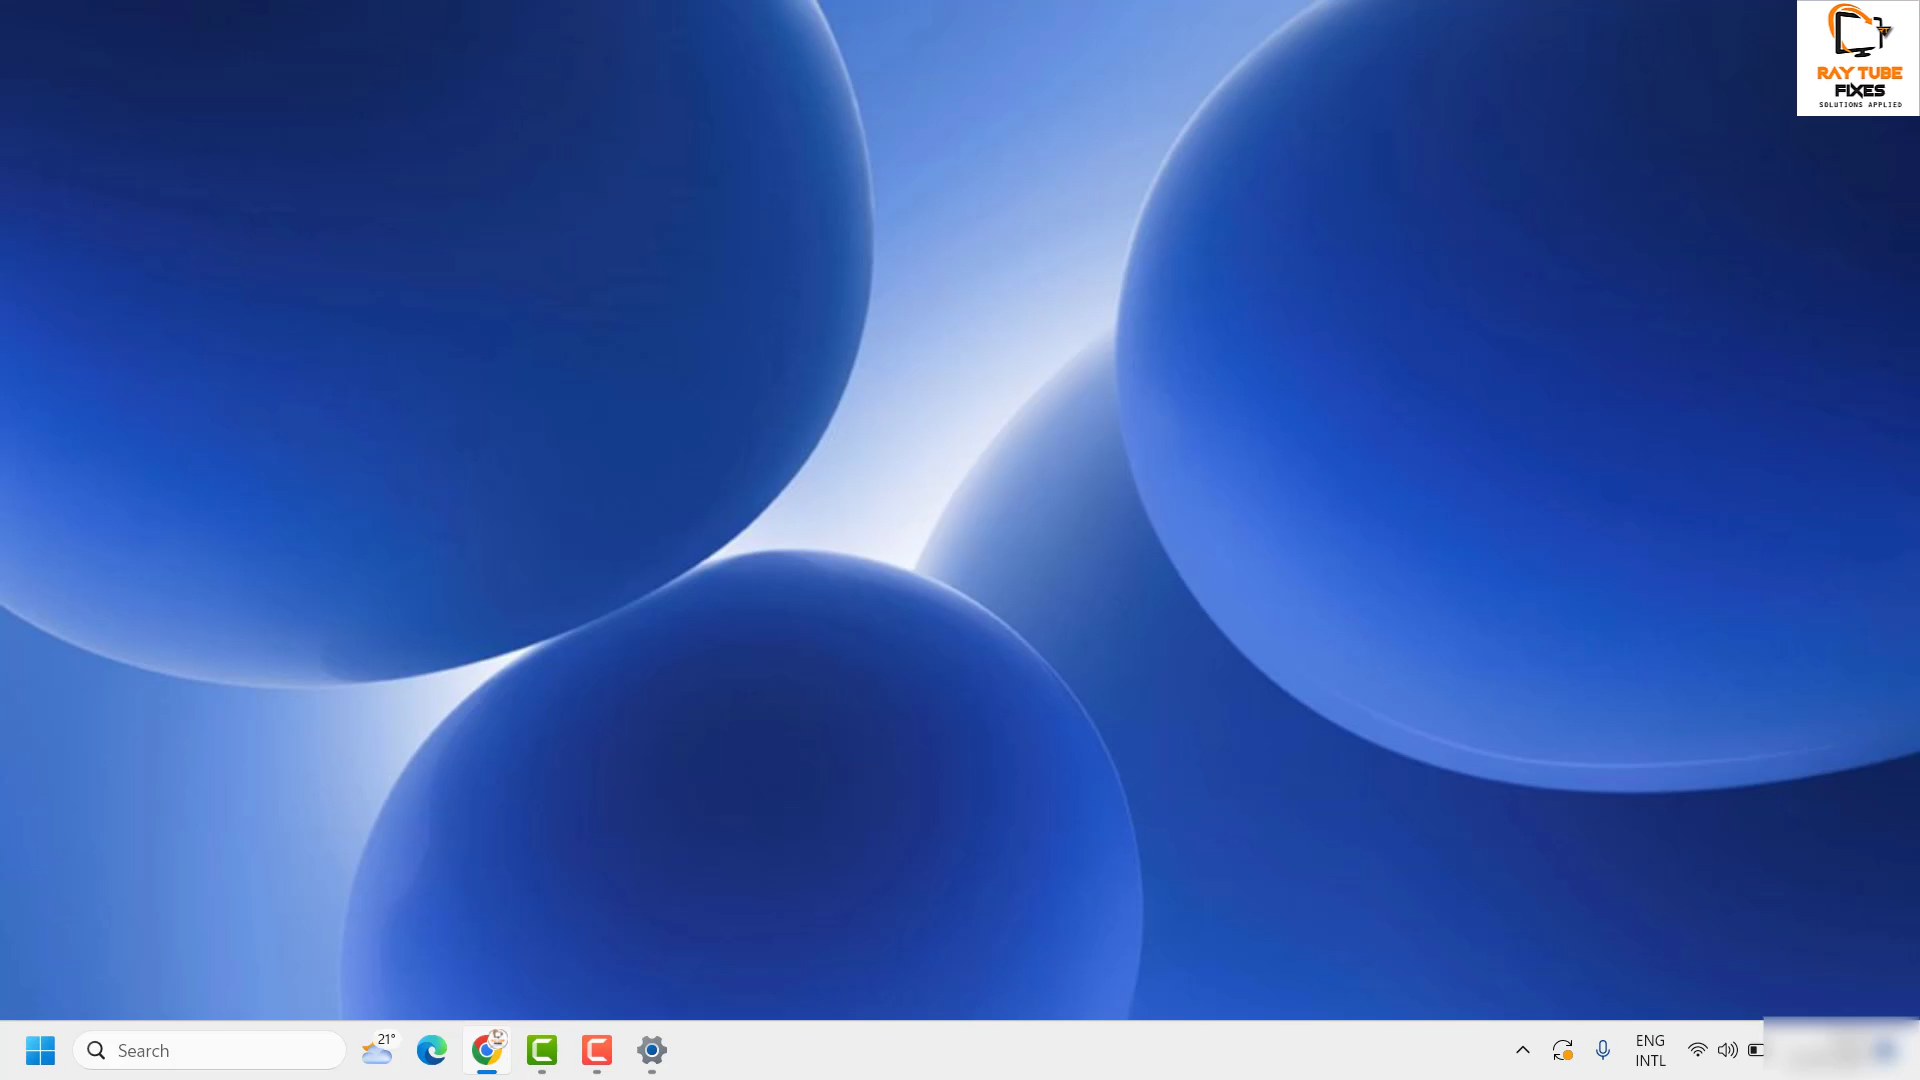 RAY TUBE
FIXES
SOLUTIONS APPLIED
Search
21°
ENG
INTL